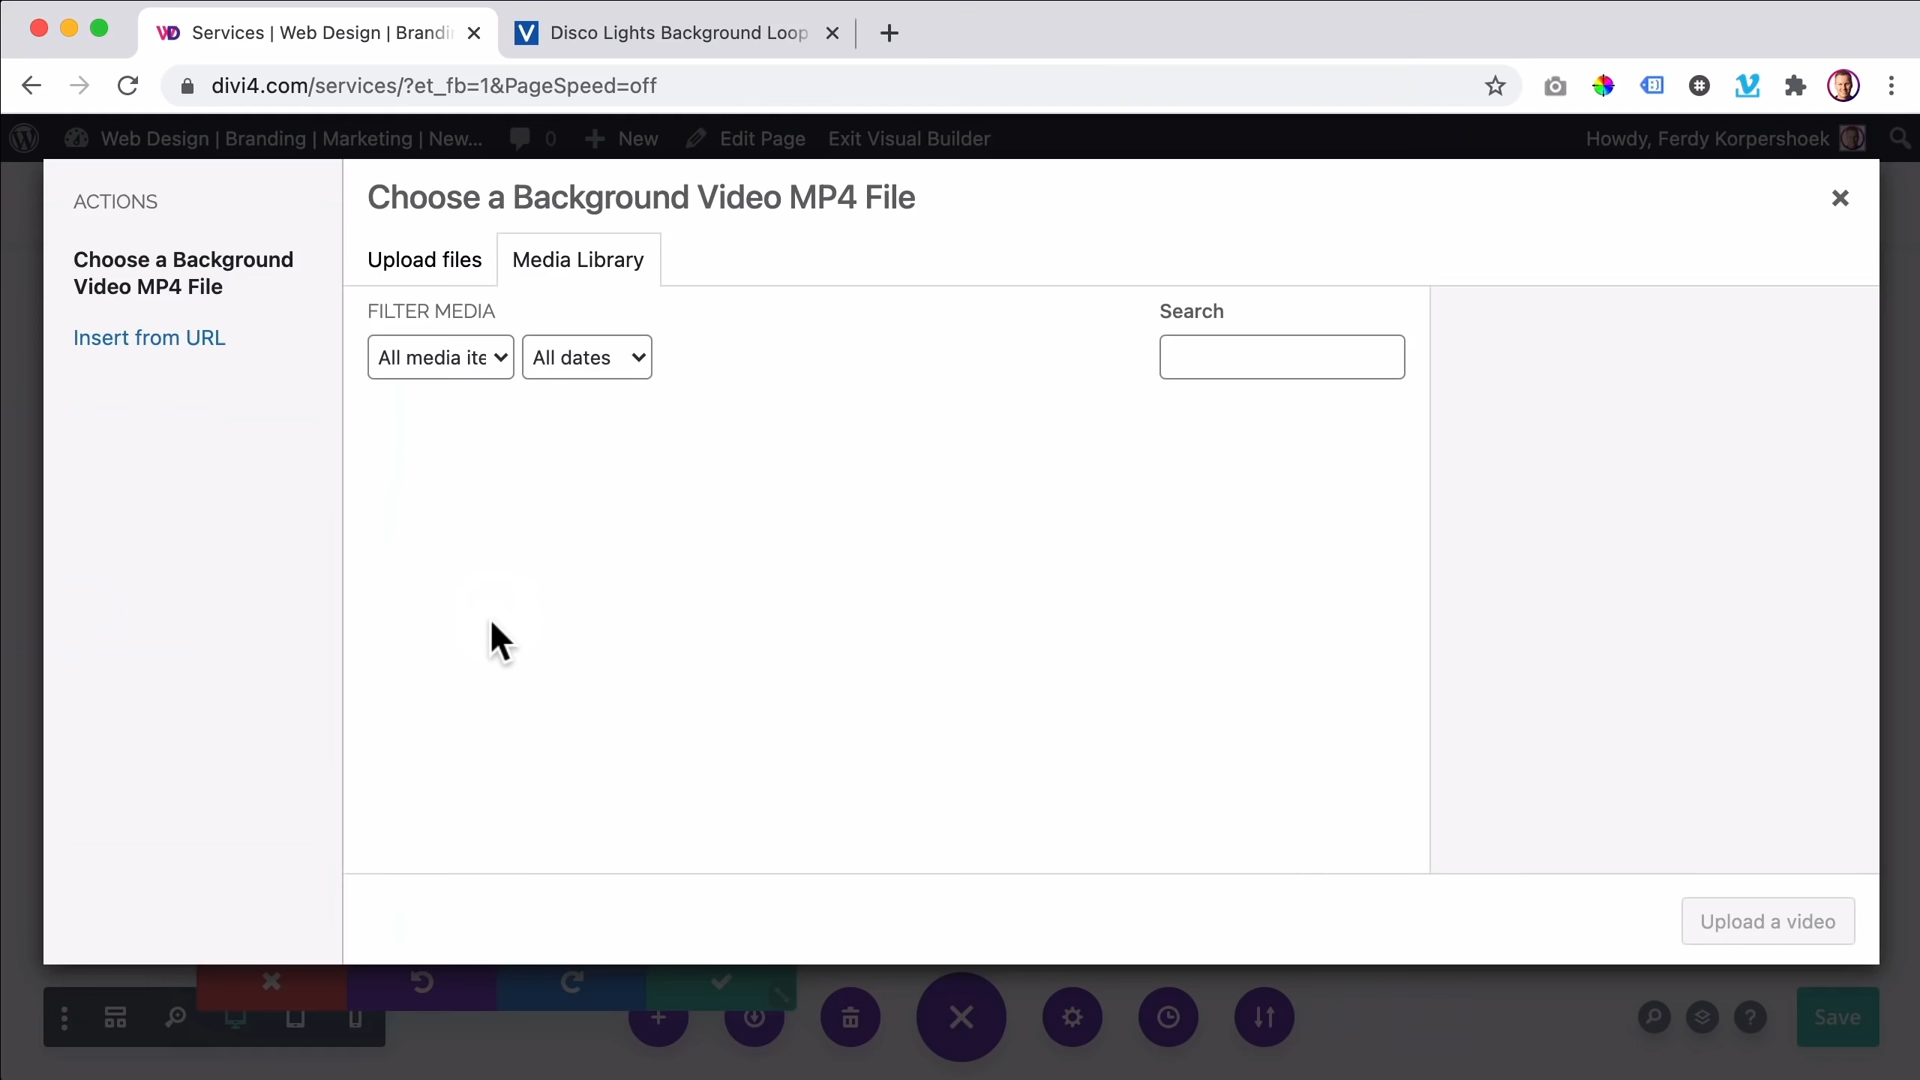 Services | Web Design | Brandi
Disco Lights Background Loop
divi4.com/services/?et_fb=1&PageSpeed=off
Web Design | Branding | Marketing | New...
0
New
Edit Page
Exit Visual Builder
Howdy, Ferdy Korpershoek
ACTIONS
Choose a Background
Video MP4 File
Insert from URL
Choose a Background Video MP4 File
Upload files
Media Library
FILTER MEDIA
Search
All media ite
All dates
Upload a video
Save